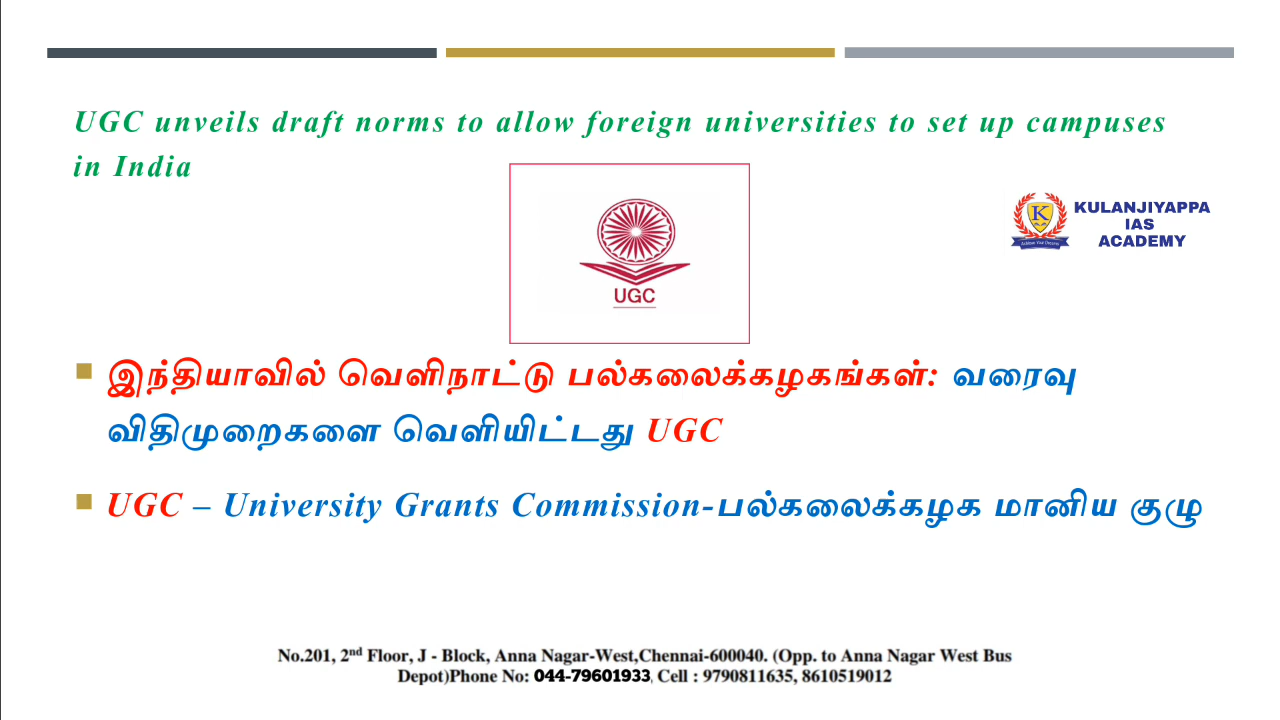 UGC unveils draft norms to allow foreign universities to set up campuses
in India
UGC
KULANJIYAPPA
IAS
ACADEMY
K
Achieve Your Dreams
இந்தியாவில் வெளிநாட்டு பல்கலைக்கழகங்கள்: வரைவு
விதிமுறைகளை வெளியிட்டது UGC
UGC – University Grants Commission-பல்கலைக்கழக மானிய குழு
No.201, 2nd Floor, J - Block, Anna Nagar-West,Chennai-600040. (Opp. to Anna Nagar West Bus
Depot)Phone No: 044-79601933, Cell : 9790811635, 8610519012